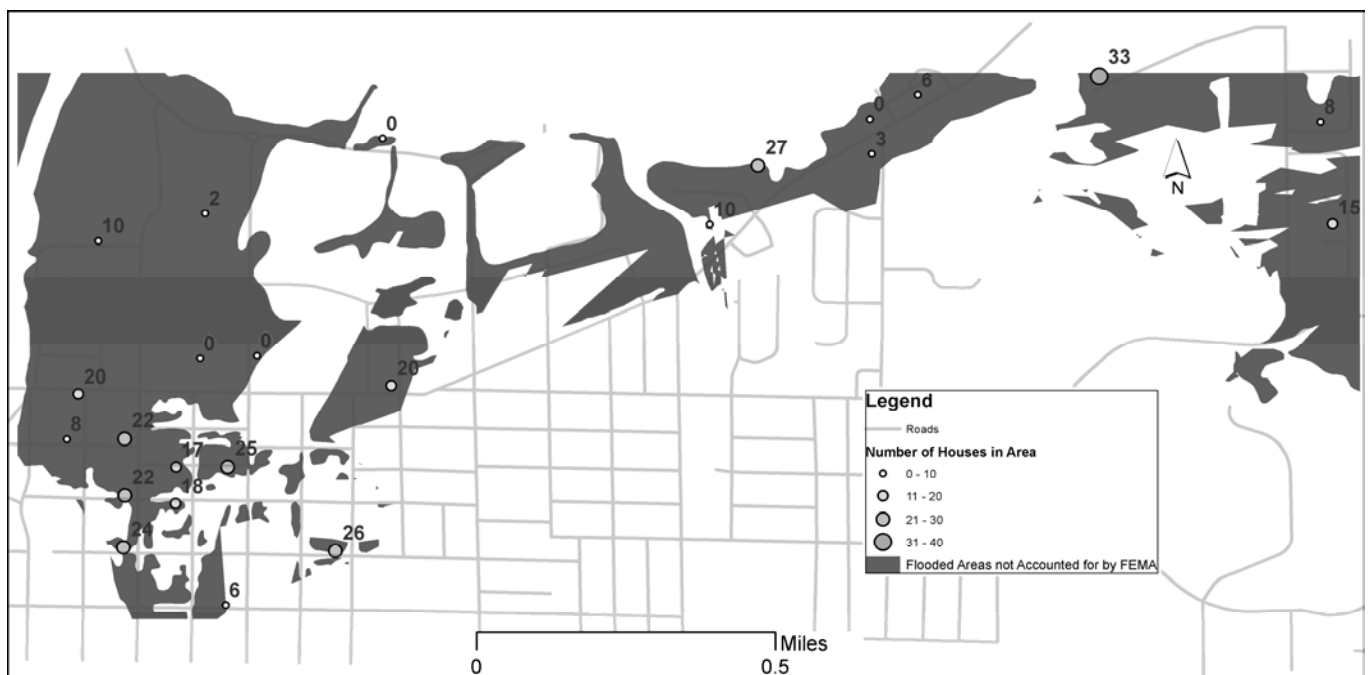 33
6
0
8
0
3
27
2
10
15
10
0
0
20
20
22
8
17
25
22
18
24
26
6
N
Legend
Roads
Number of Houses in Area
0 - 10
11 - 20
21 - 30
31 - 40
Flooded Areas not Accounted for by FEMA
Miles
0
0.5